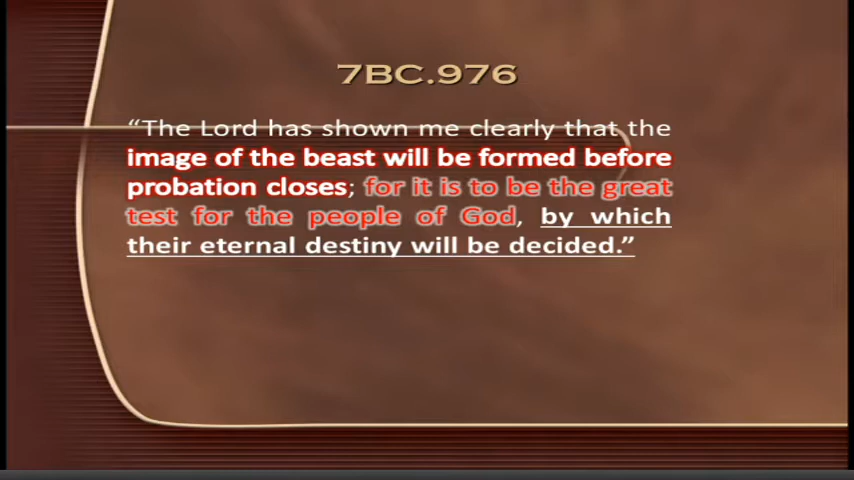 7BC.976
“The Lord has shown me clearly that the
image of the beast will be formed before
probation closes; for it is to be the great
test for the people of God, by which
their eternal destiny will be decided.”